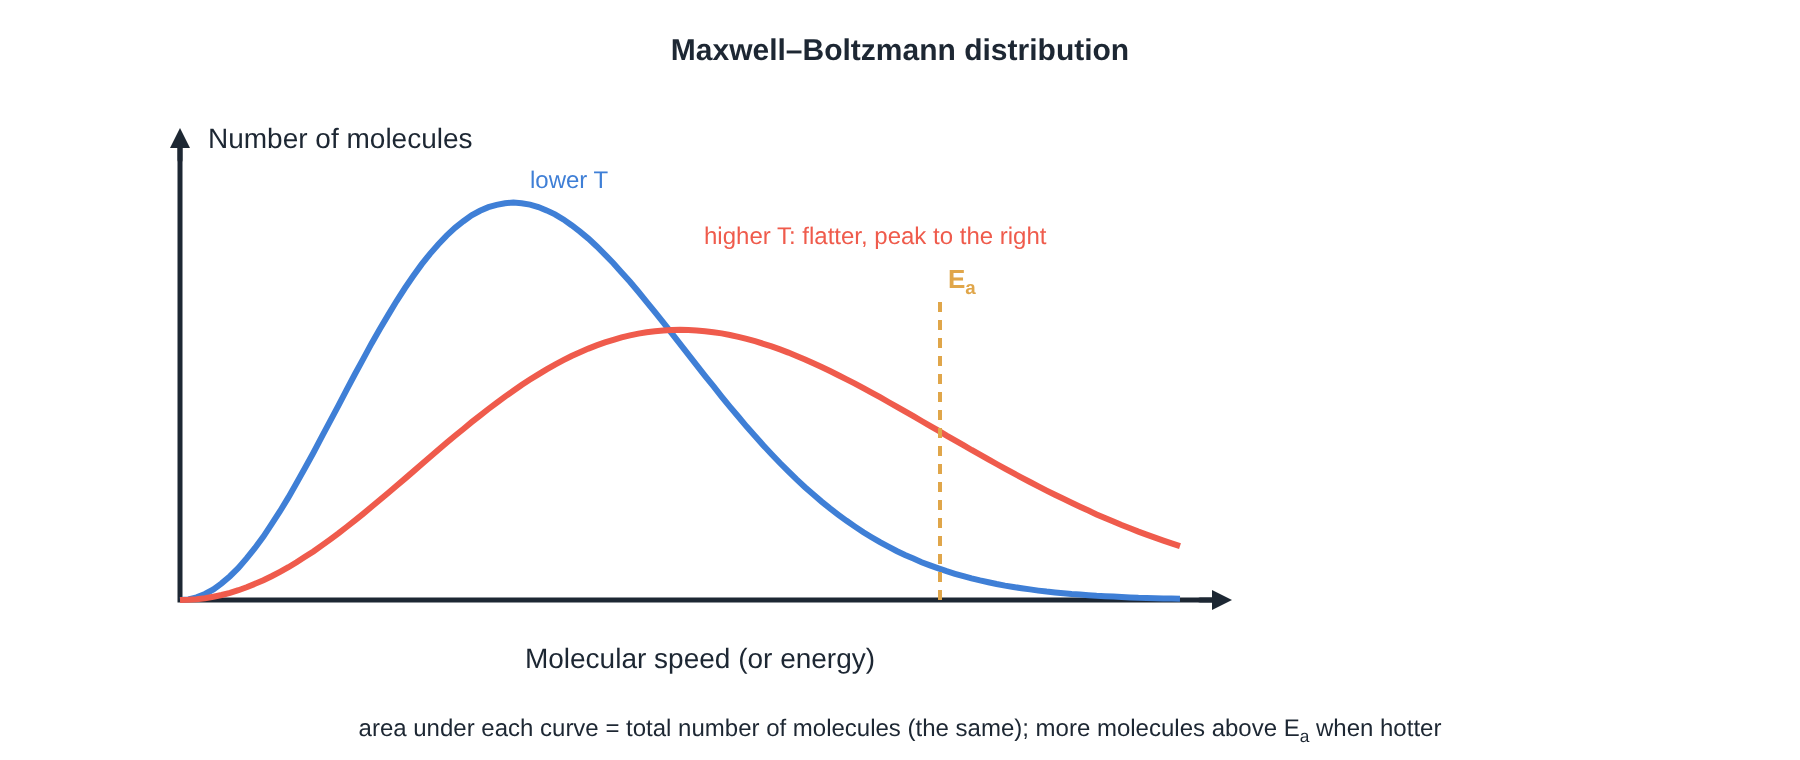 Maxwell–Boltzmann distribution
Number of molecules
lower T
higher T: flatter, peak to the right
Eₐ
Molecular speed (or energy)
area under each curve = total number of molecules (the same); more molecules above Eₐ when hotter